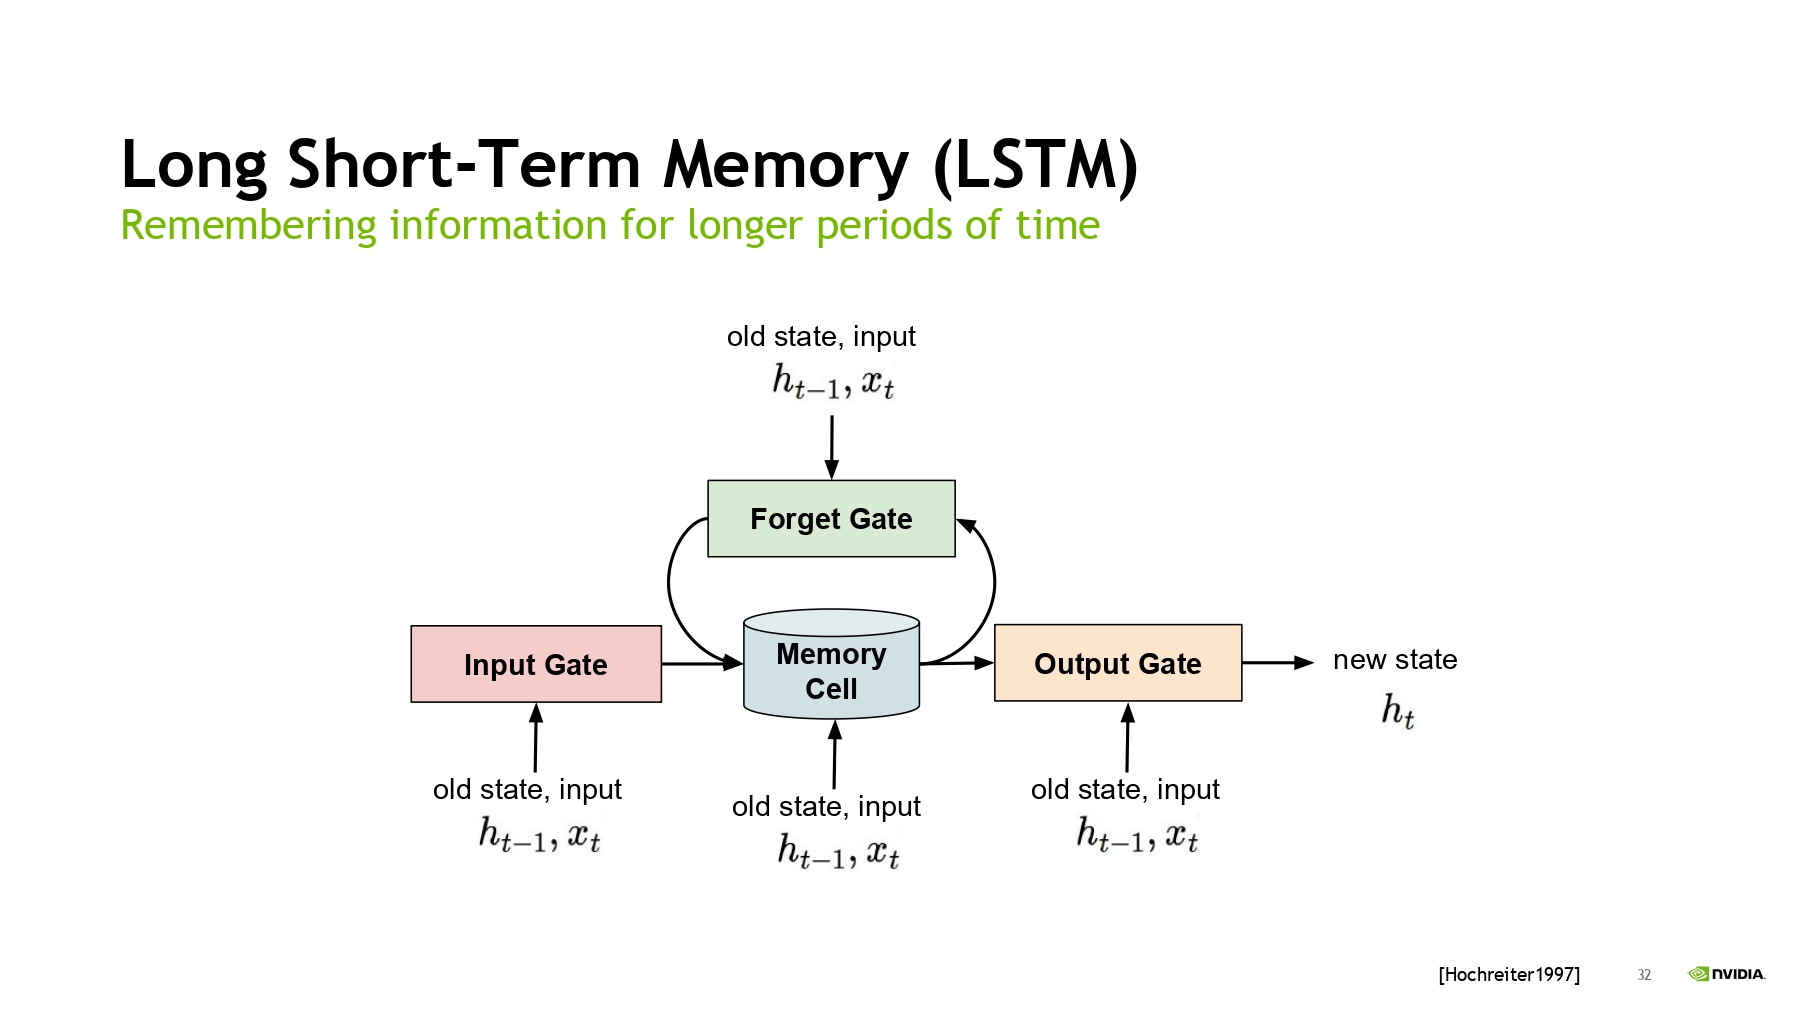 Long Short-Term Memory (LSTM)
Remembering information for longer periods of time
old state, input
h_{t-1}, x_t
Forget Gate
Input Gate
Memory
Cell
Output Gate
new state
h_t
old state, input
h_{t-1}, x_t
old state, input
h_{t-1}, x_t
old state, input
h_{t-1}, x_t
[Hochreiter1997]
32
NVIDIA.